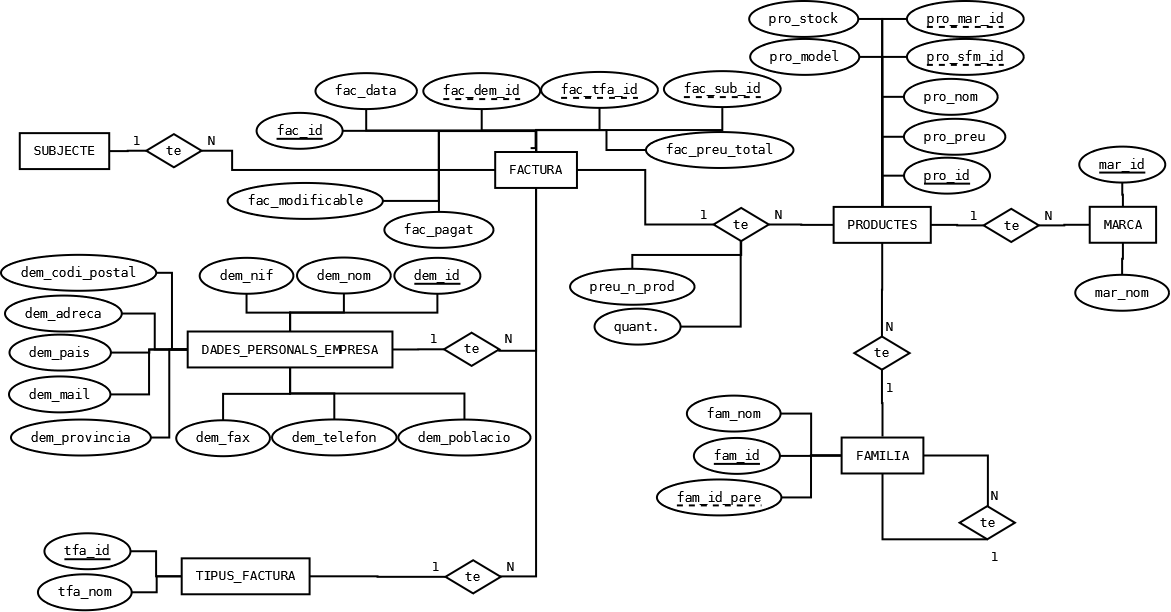 pro_stock
pro_mar_id
pro_model
pro_sfm_id
fac_data
fac_dem_id
fac_tfa_id
fac_sub_id
pro_nom
fac_id
pro_preu
SUBJECTE
1
te
N
fac_preu_total
FACTURA
mar_id
pro_id
fac_modificable
fac_pagat
1
te
N
PRODUCTES
1
te
N
MARCA
dem_codi_postal
dem_nif
dem_nom
dem_id
preu_n_prod
mar_nom
dem_adreca
quant.
N
dem_pais
DADES_PERSONALS_EMPRESA
1
te
N
te
dem_mail
1
dem_provincia
dem_fax
dem_telefon
dem_poblacio
fam_nom
fam_id
FAMILIA
fam_id_pare
N
te
1
tfa_id
TIPUS_FACTURA
1
te
N
tfa_nom